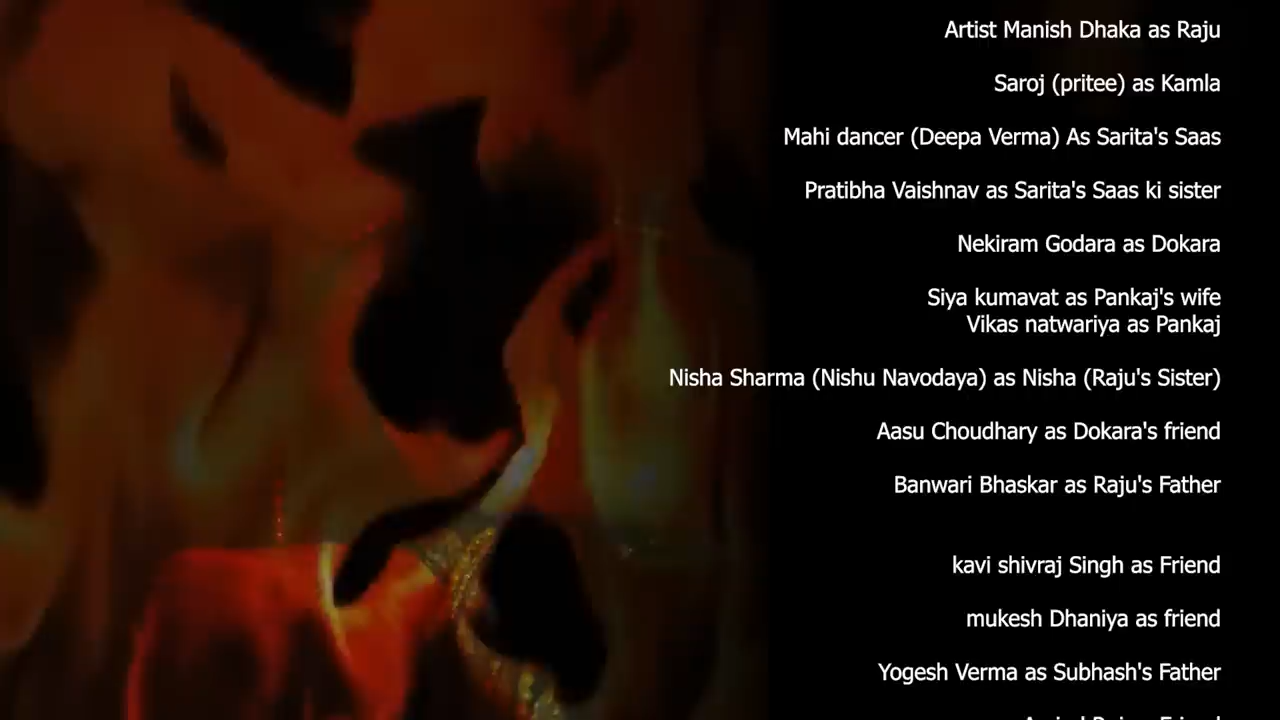 Artist Manish Dhaka as Raju
Saroj (pritee) as Kamla
Mahi dancer (Deepa Verma) As Sarita's Saas
Pratibha Vaishnav as Sarita's Saas ki sister
Nekiram Godara as Dokara
Siya kumavat as Pankaj's wife
Vikas natwariya as Pankaj
Nisha Sharma (Nishu Navodaya) as Nisha (Raju's Sister)
Aasu Choudhary as Dokara's friend
Banwari Bhaskar as Raju's Father
kavi shivraj Singh as Friend
mukesh Dhaniya as friend
Yogesh Verma as Subhash's Father